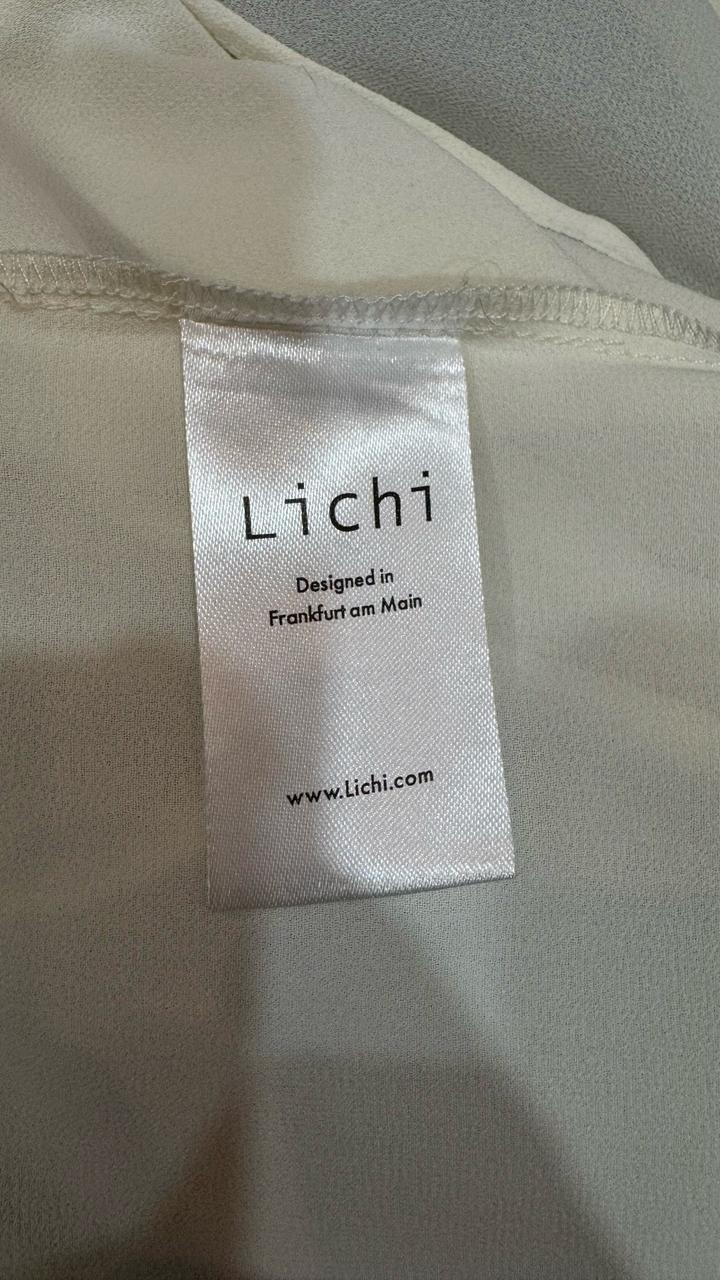 Lichi
Designed in
Frankfurt am Main
www.Lichi.com